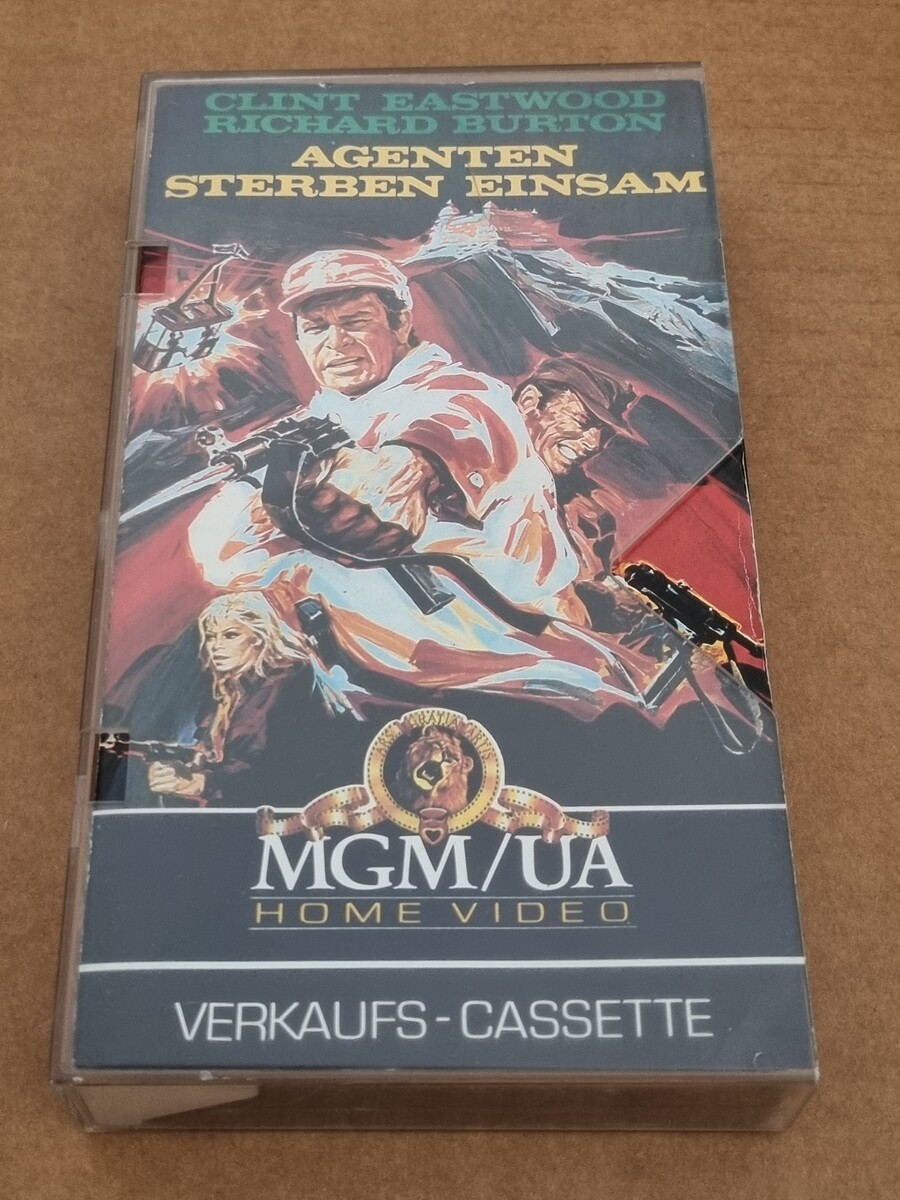 CLINT EASTWOOD
RICHARD BURTON
AGENTEN
STERBEN EINSAM
MGM/UA
HOME VIDEO
VERKAUFS-CASSETTE